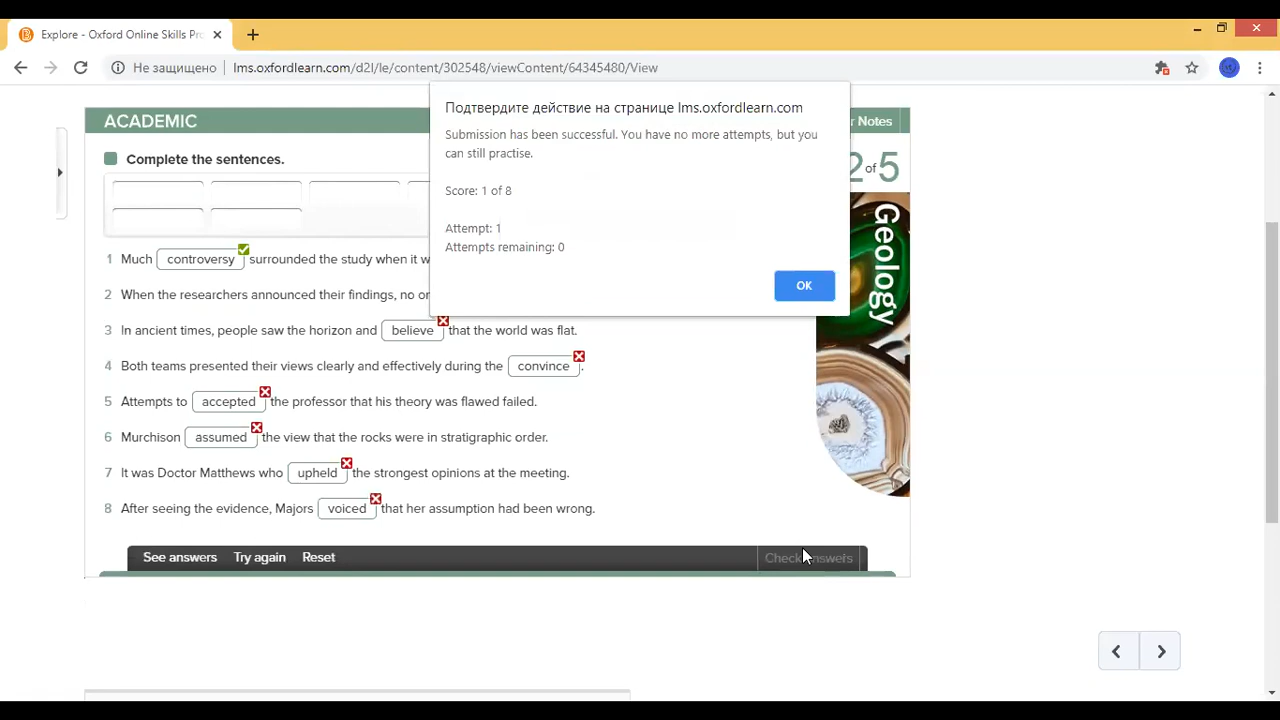 Explore - Oxford Online Skills Pro
Не защищено
lms.oxfordlearn.com/d2l/le/content/302548/viewContent/64345480/View
Подтвердите действие на странице lms.oxfordlearn.com
Submission has been successful. You have no more attempts, but you
can still practise.
Score: 1 of 8
Attempt: 1
Attempts remaining: 0
OK
ACADEMIC
r Notes
2 of 5
Geology
Complete the sentences.
1 Much controversy surrounded the study when it w
2 When the researchers announced their findings, no or
3 In ancient times, people saw the horizon and believe that the world was flat.
4 Both teams presented their views clearly and effectively during the convince.
5 Attempts to accepted the professor that his theory was flawed failed.
6 Murchison assumed the view that the rocks were in stratigraphic order.
7 It was Doctor Matthews who upheld the strongest opinions at the meeting.
8 After seeing the evidence, Majors voiced that her assumption had been wrong.
See answers Try again Reset Check answers